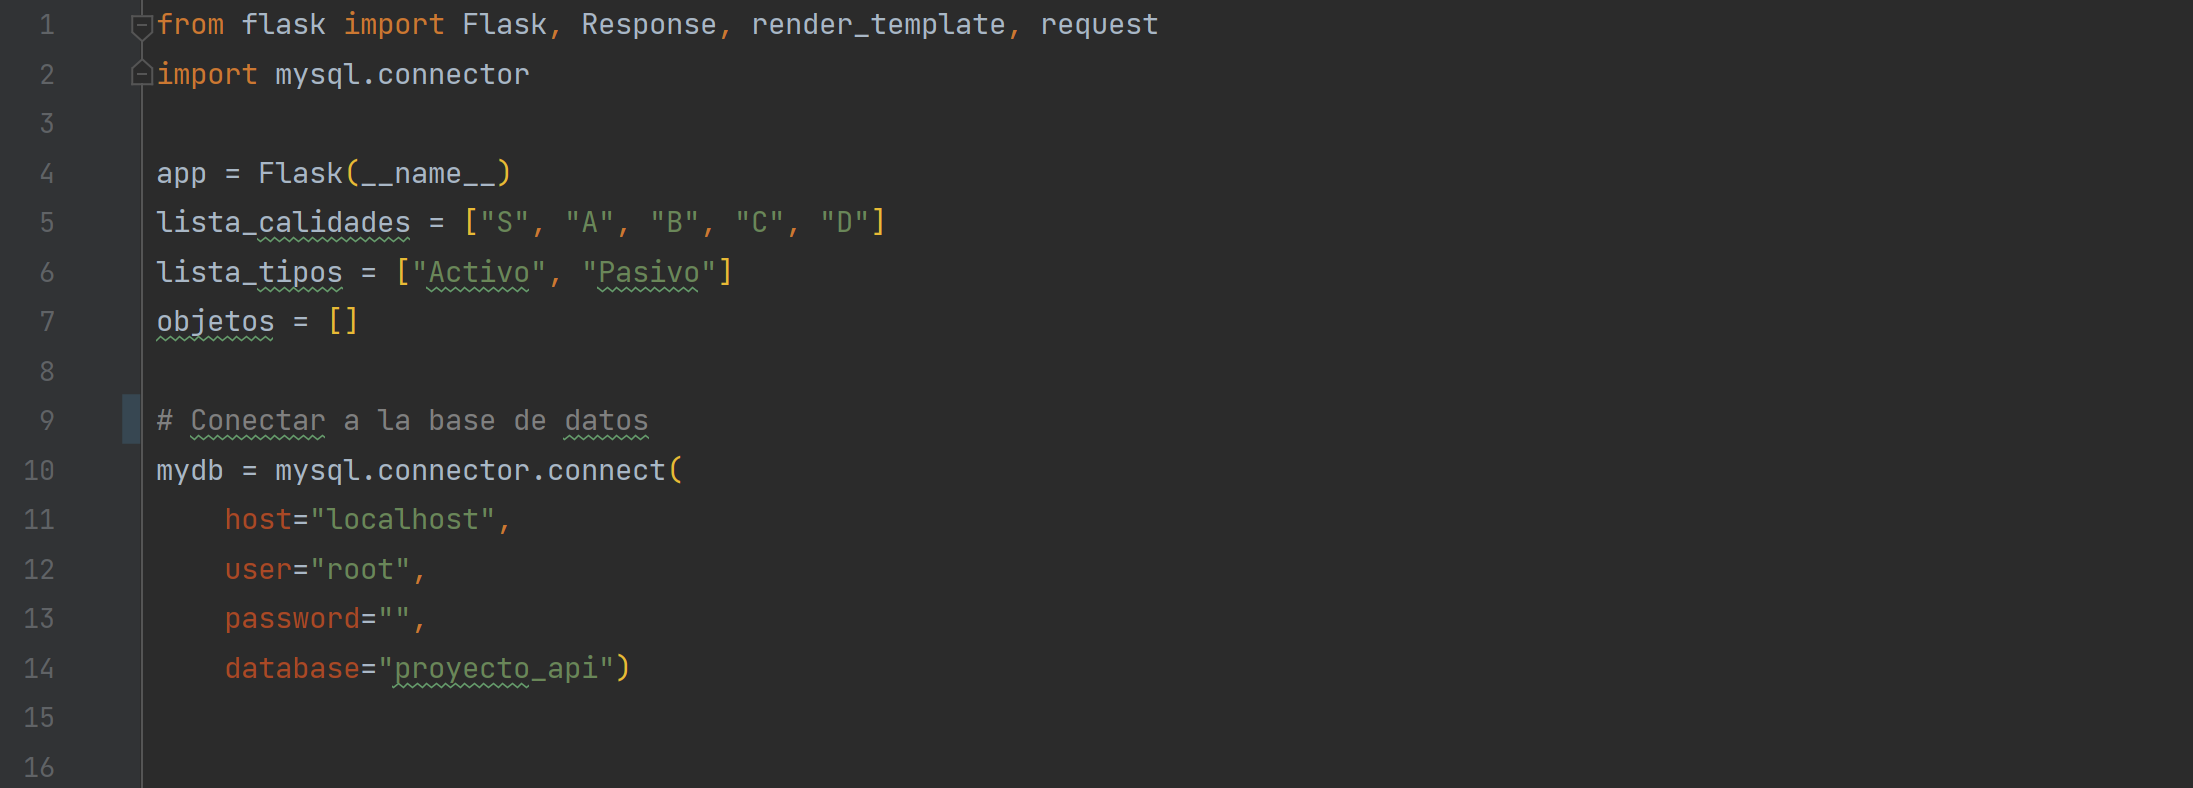 1 from flask import Flask, Response, render_template, request
2 import mysql.connector
3
4 app = Flask(__name__)
5 lista_calidades = ["S", "A", "B", "C", "D"]
6 lista_tipos = ["Activo", "Pasivo"]
7 objetos = []
8
9 # Conectar a la base de datos
10 mydb = mysql.connector.connect(
11     host="localhost",
12     user="root",
13     password="",
14     database="proyecto_api")
15
16